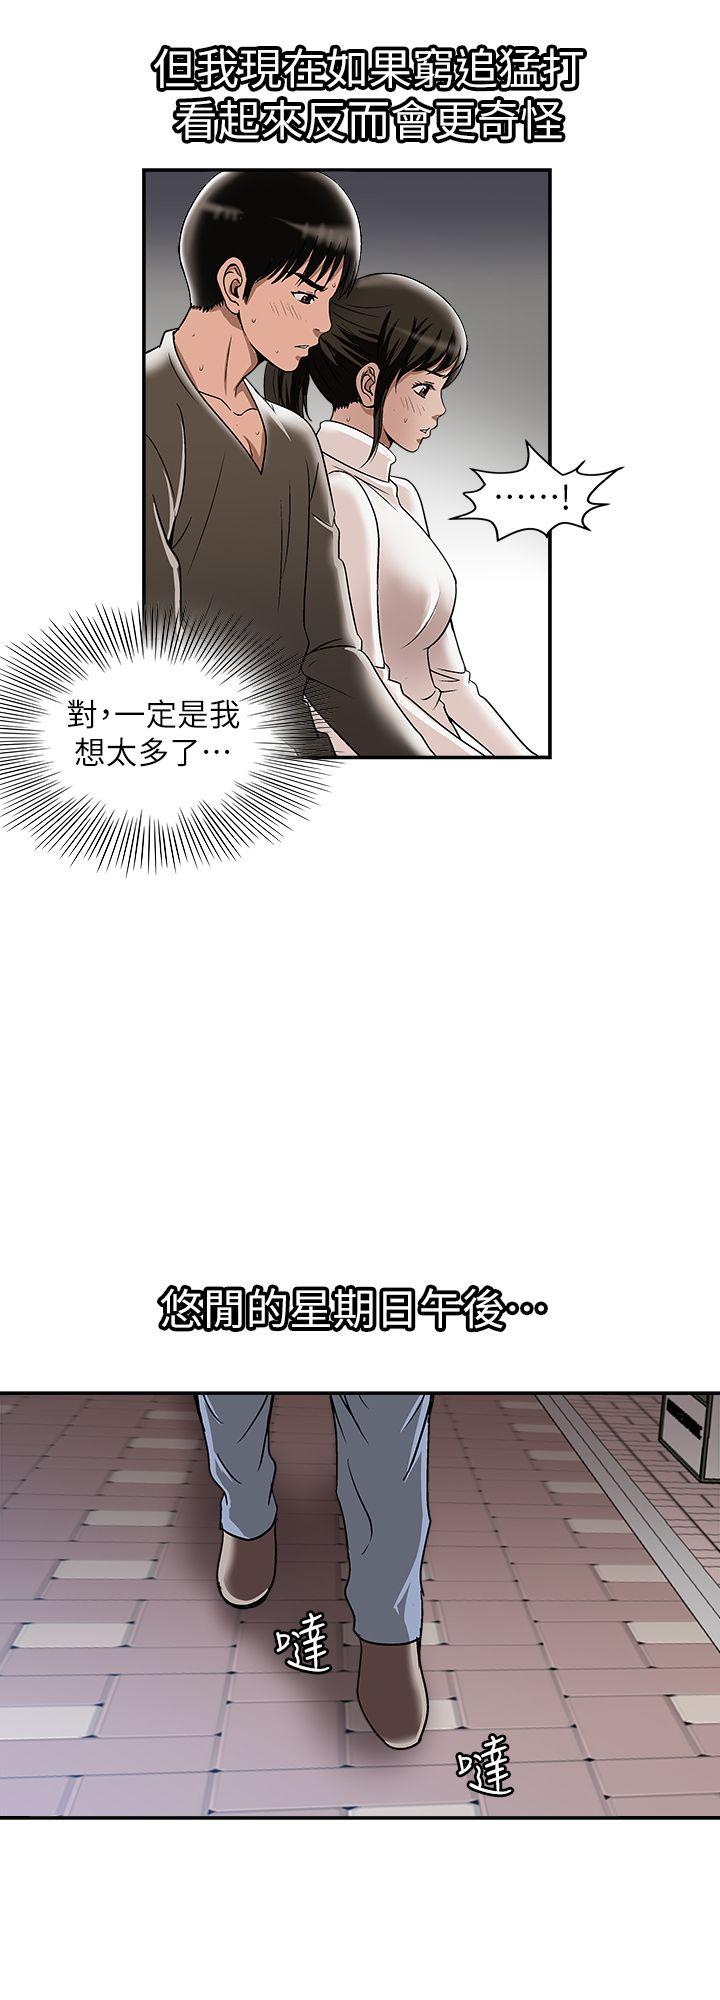 但我現在如果窮追猛打
看起來反而會更奇怪
……!
對,一定是我
想太多了…
悠閒的星期日午後…
噠
噠